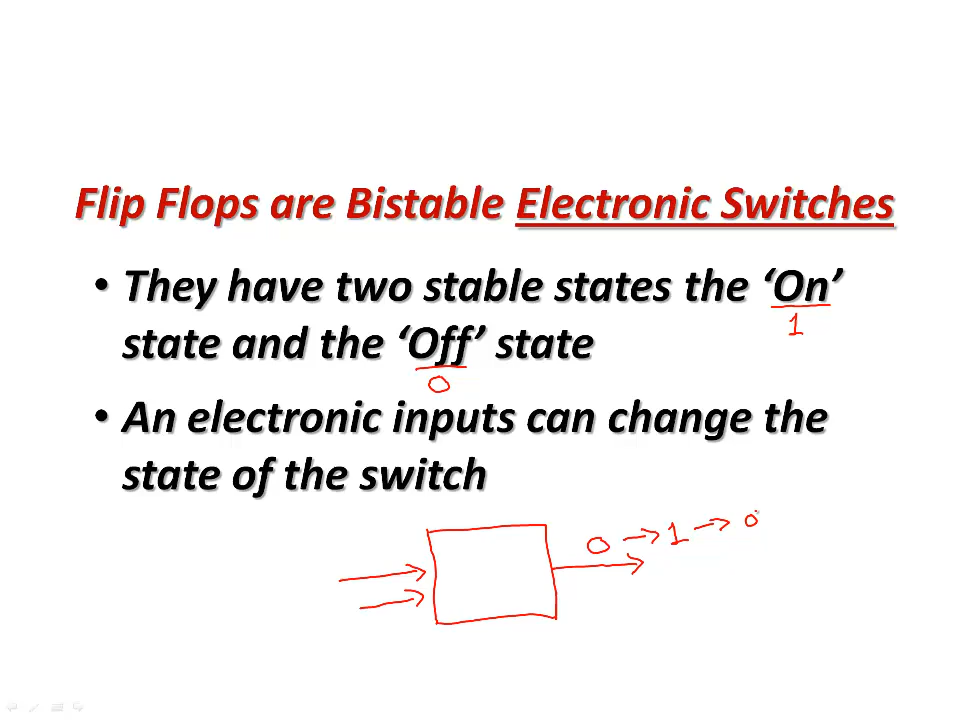 Flip Flops are Bistable Electronic Switches
• They have two stable states the ‘On’
1
state and the ‘Off’ state
0
• An electronic inputs can change the
state of the switch
0 → 1 → 0